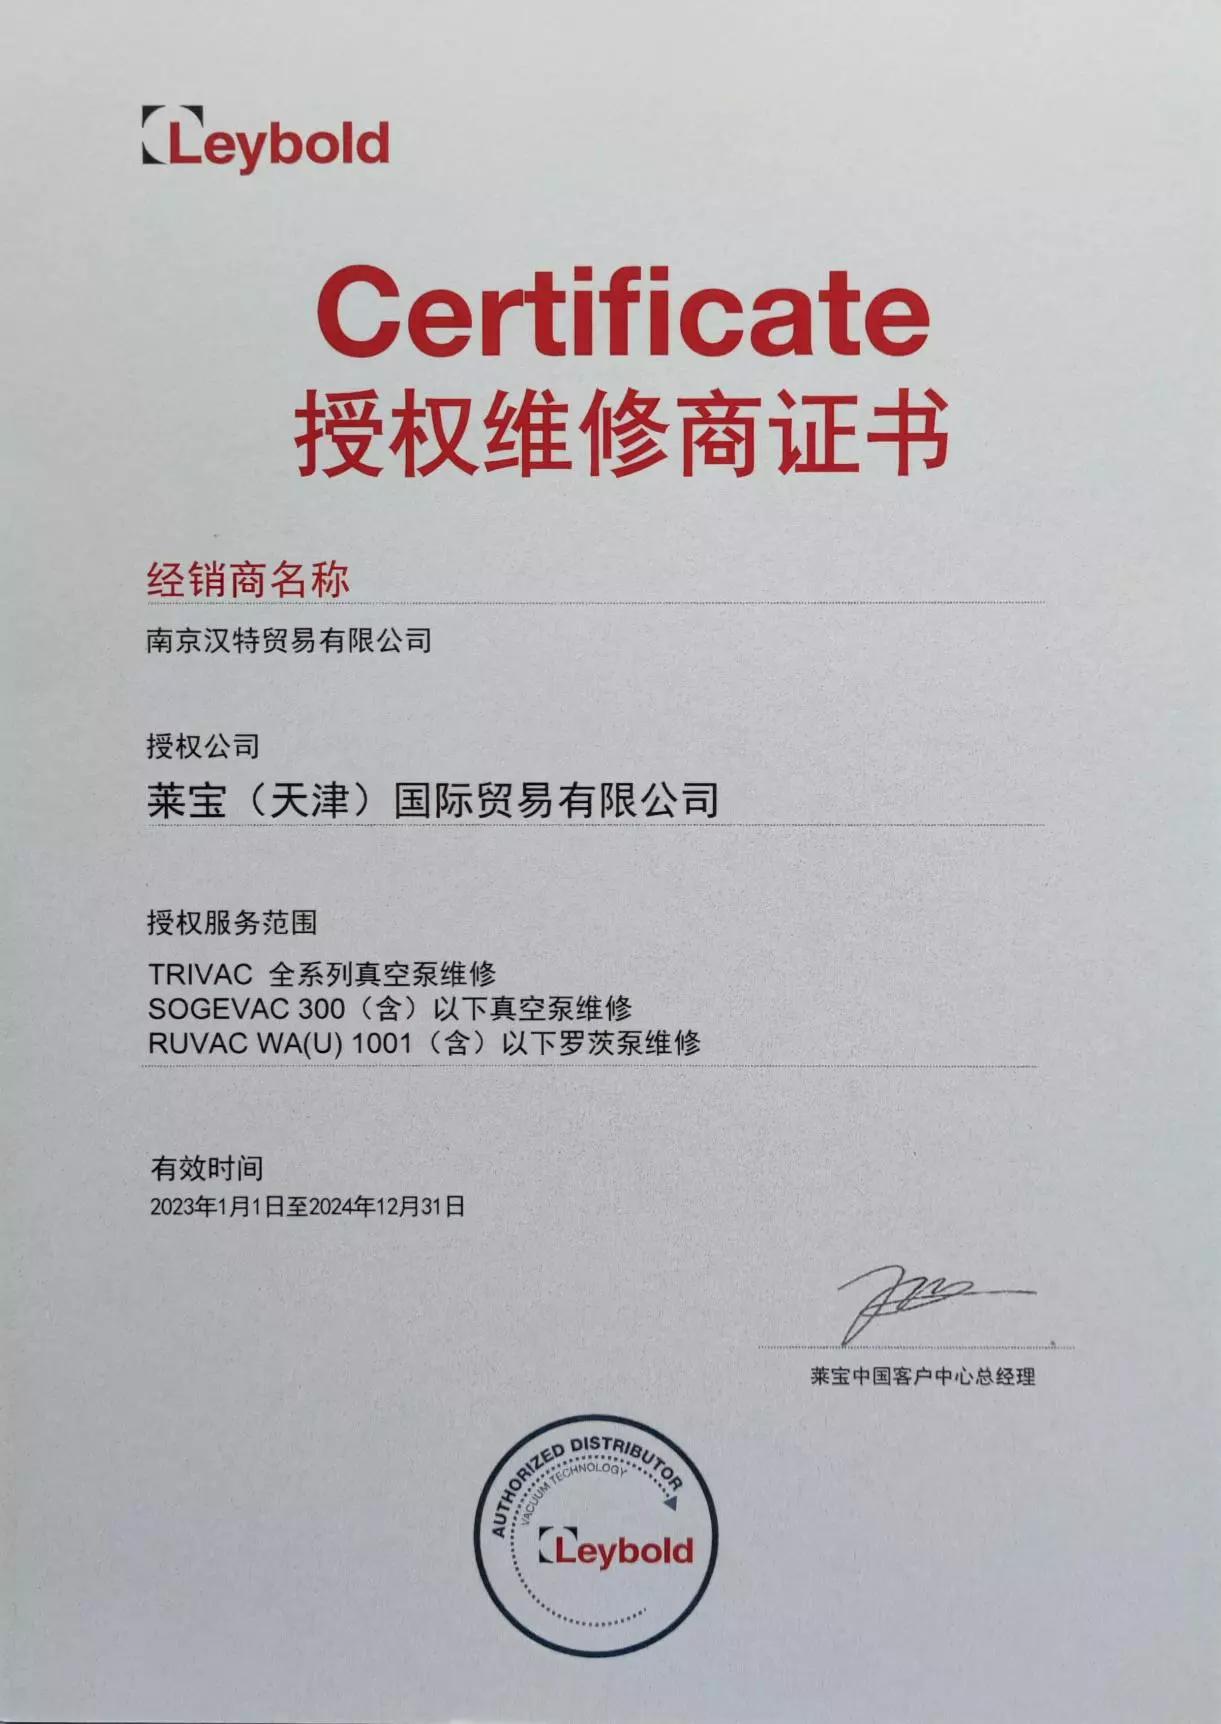 Leybold
Certificate
授权维修商证书
经销商名称
南京汉特贸易有限公司
授权公司
莱宝（天津）国际贸易有限公司
授权服务范围
TRIVAC 全系列真空泵维修
SOGEVAC 300（含）以下真空泵维修
RUVAC WA(U) 1001（含）以下罗茨泵维修
有效时间
2023年1月1日至2024年12月31日
莱宝中国客户中心总经理
AUTHORIZED DISTRIBUTOR
VACUUM TECHNOLOGY
Leybold